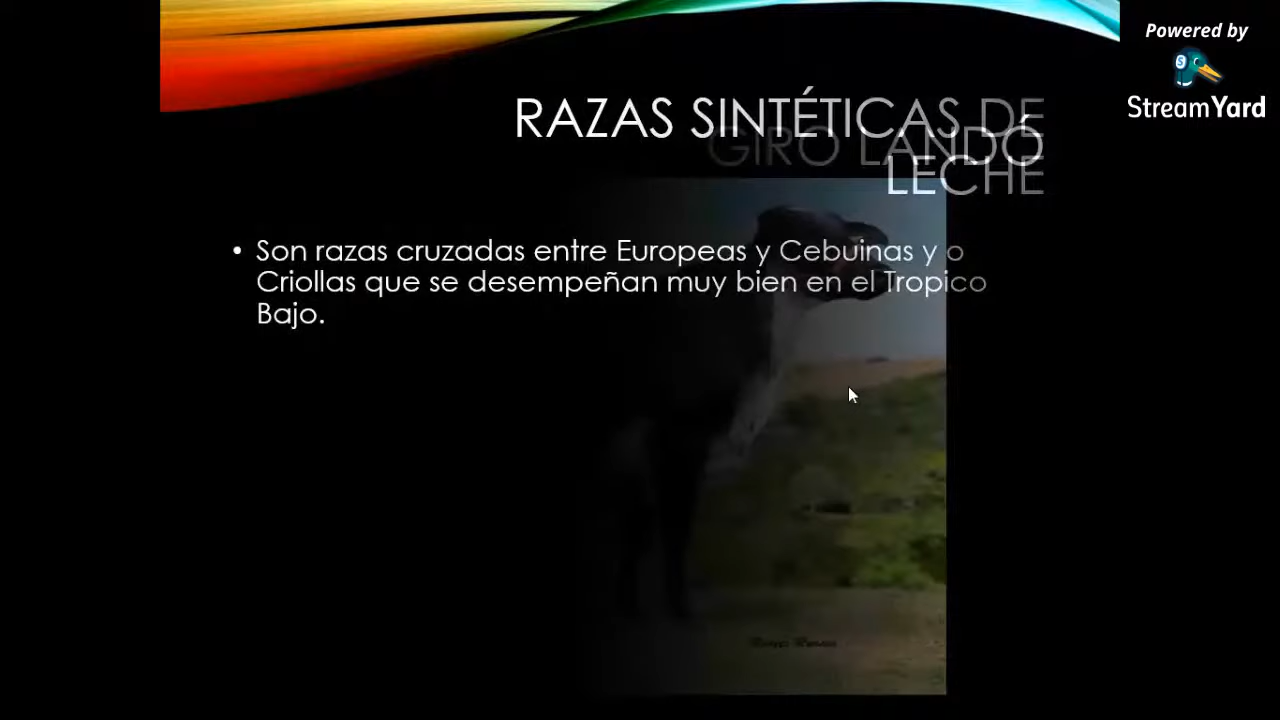 Powered by
StreamYard
RAZAS SINTÉTICAS DE
GIRO LANDÓ
LECHE
• Son razas cruzadas entre Europeas y Cebuinas y o
Criollas que se desempeñan muy bien en el Tropico
Bajo.